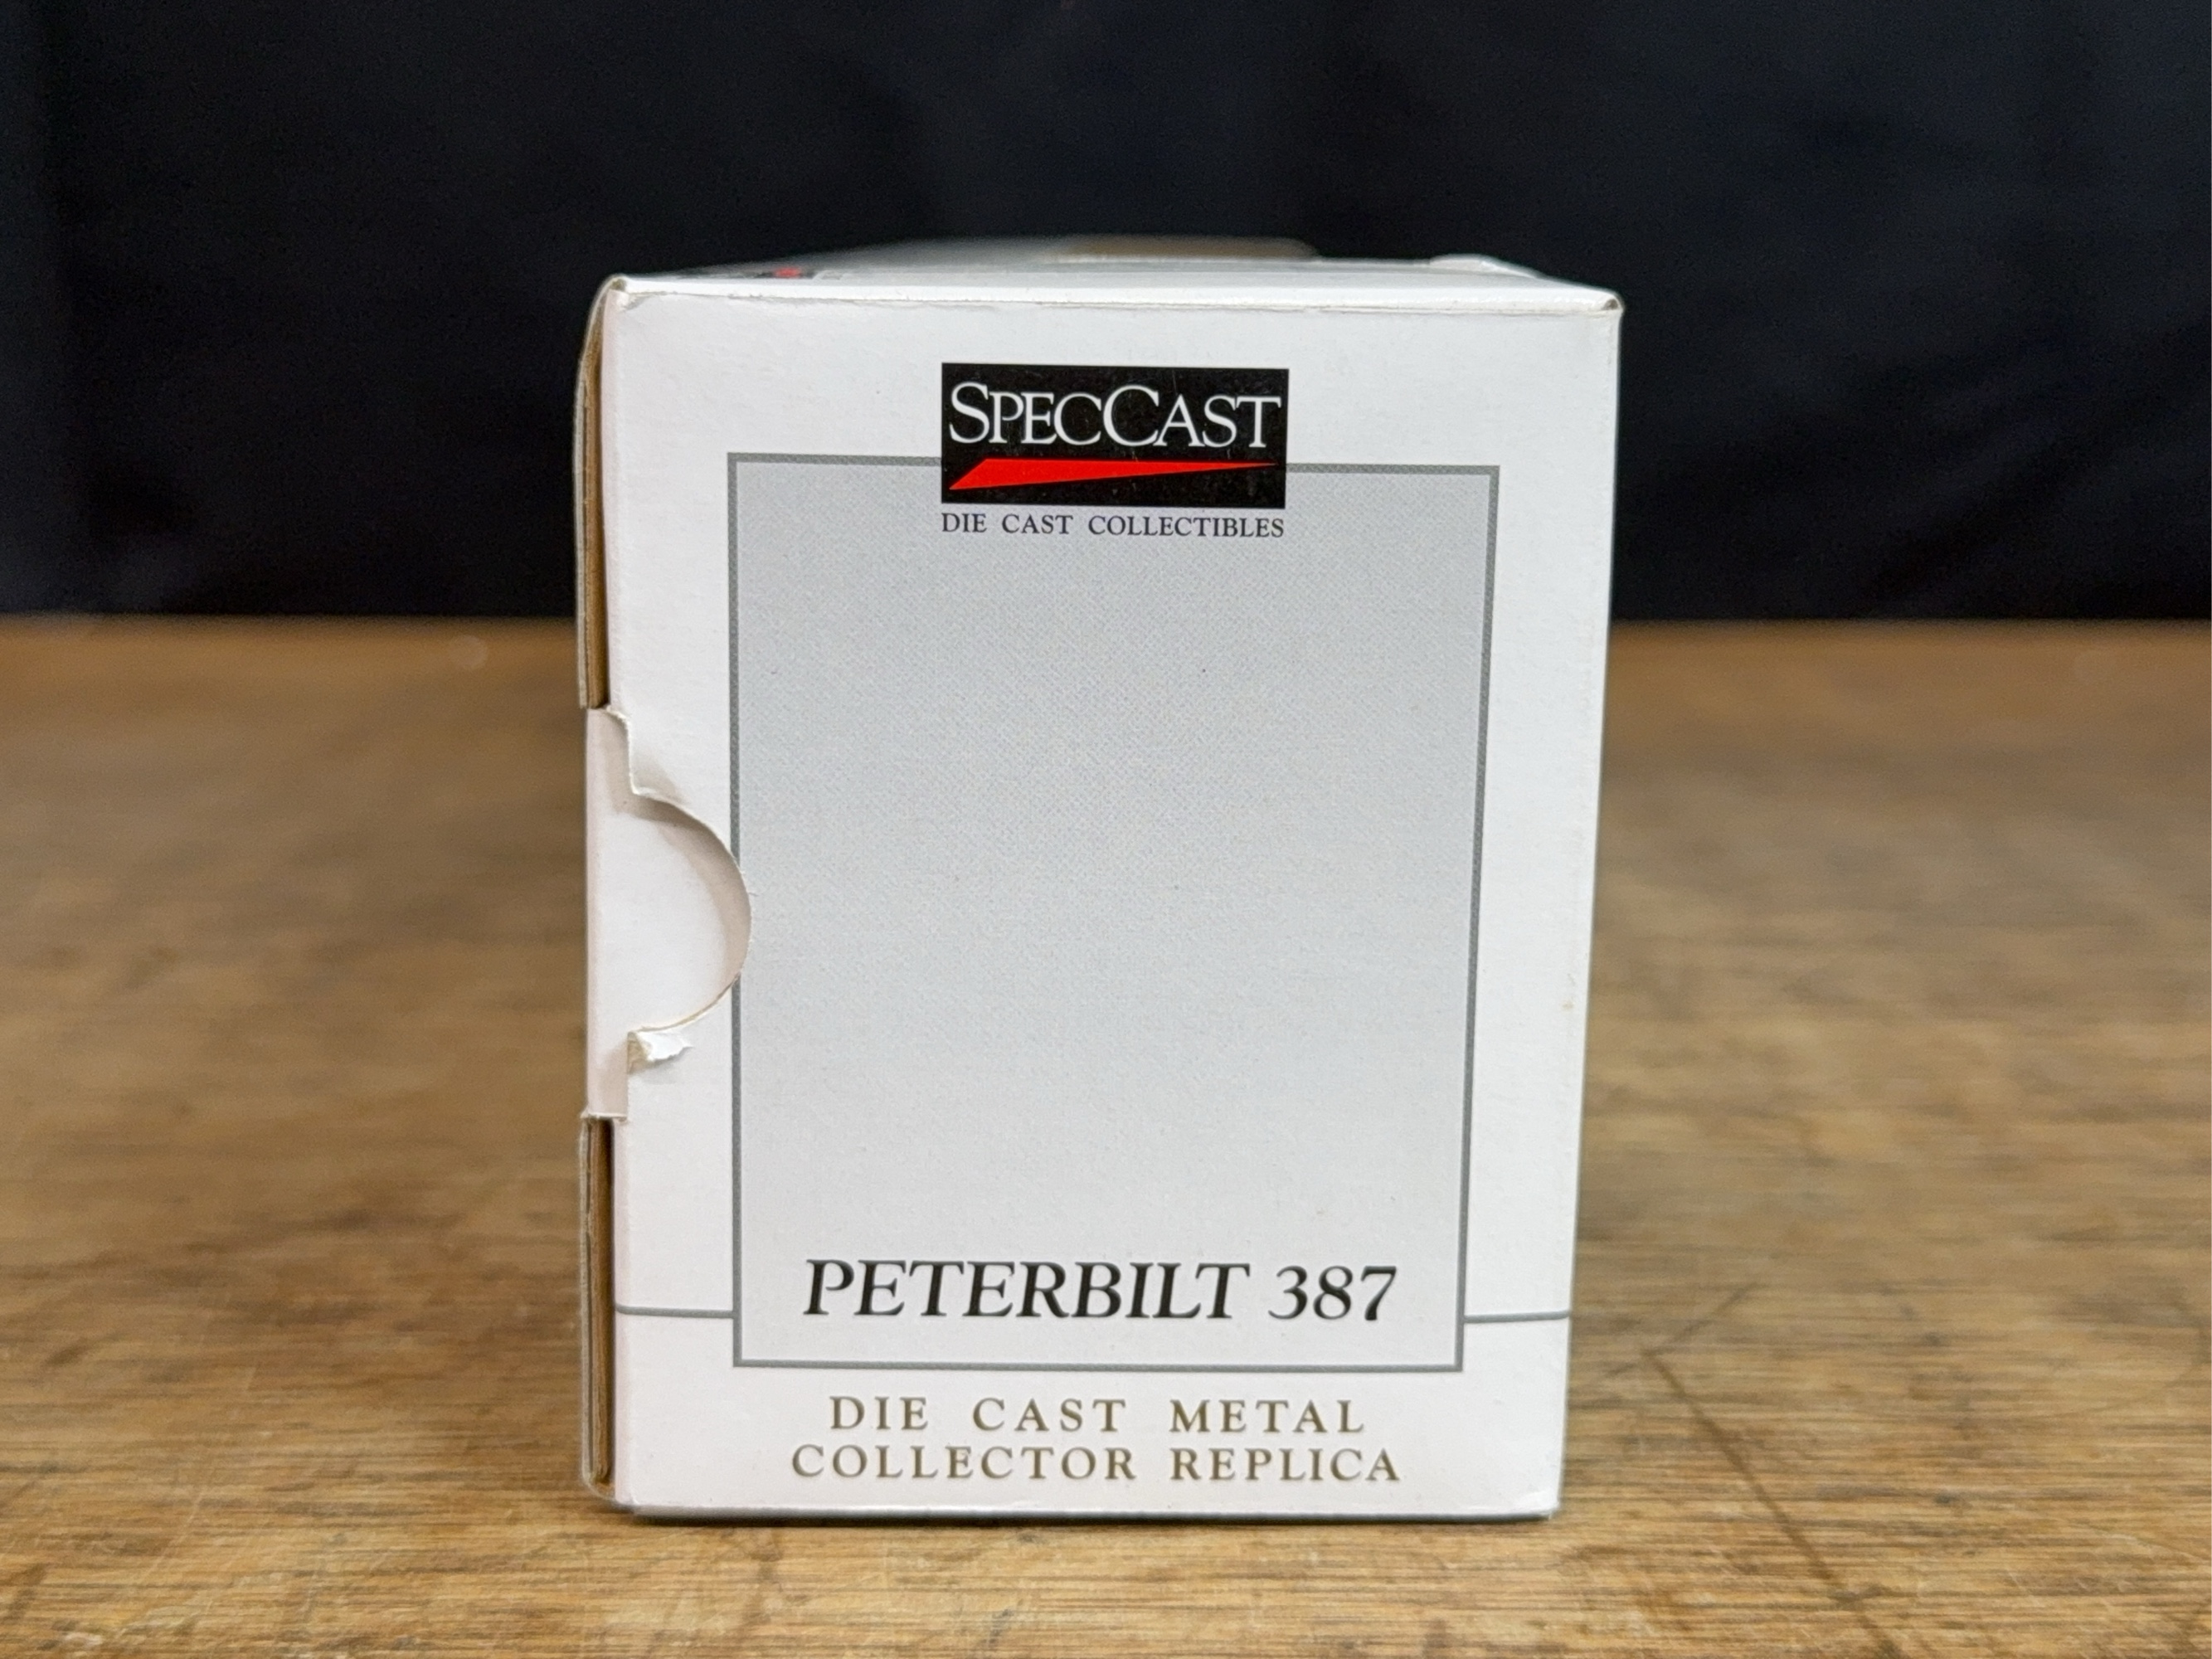 SPECCAST
DIE CAST COLLECTIBLES
PETERBILT 387
DIE CAST METAL
COLLECTOR REPLICA